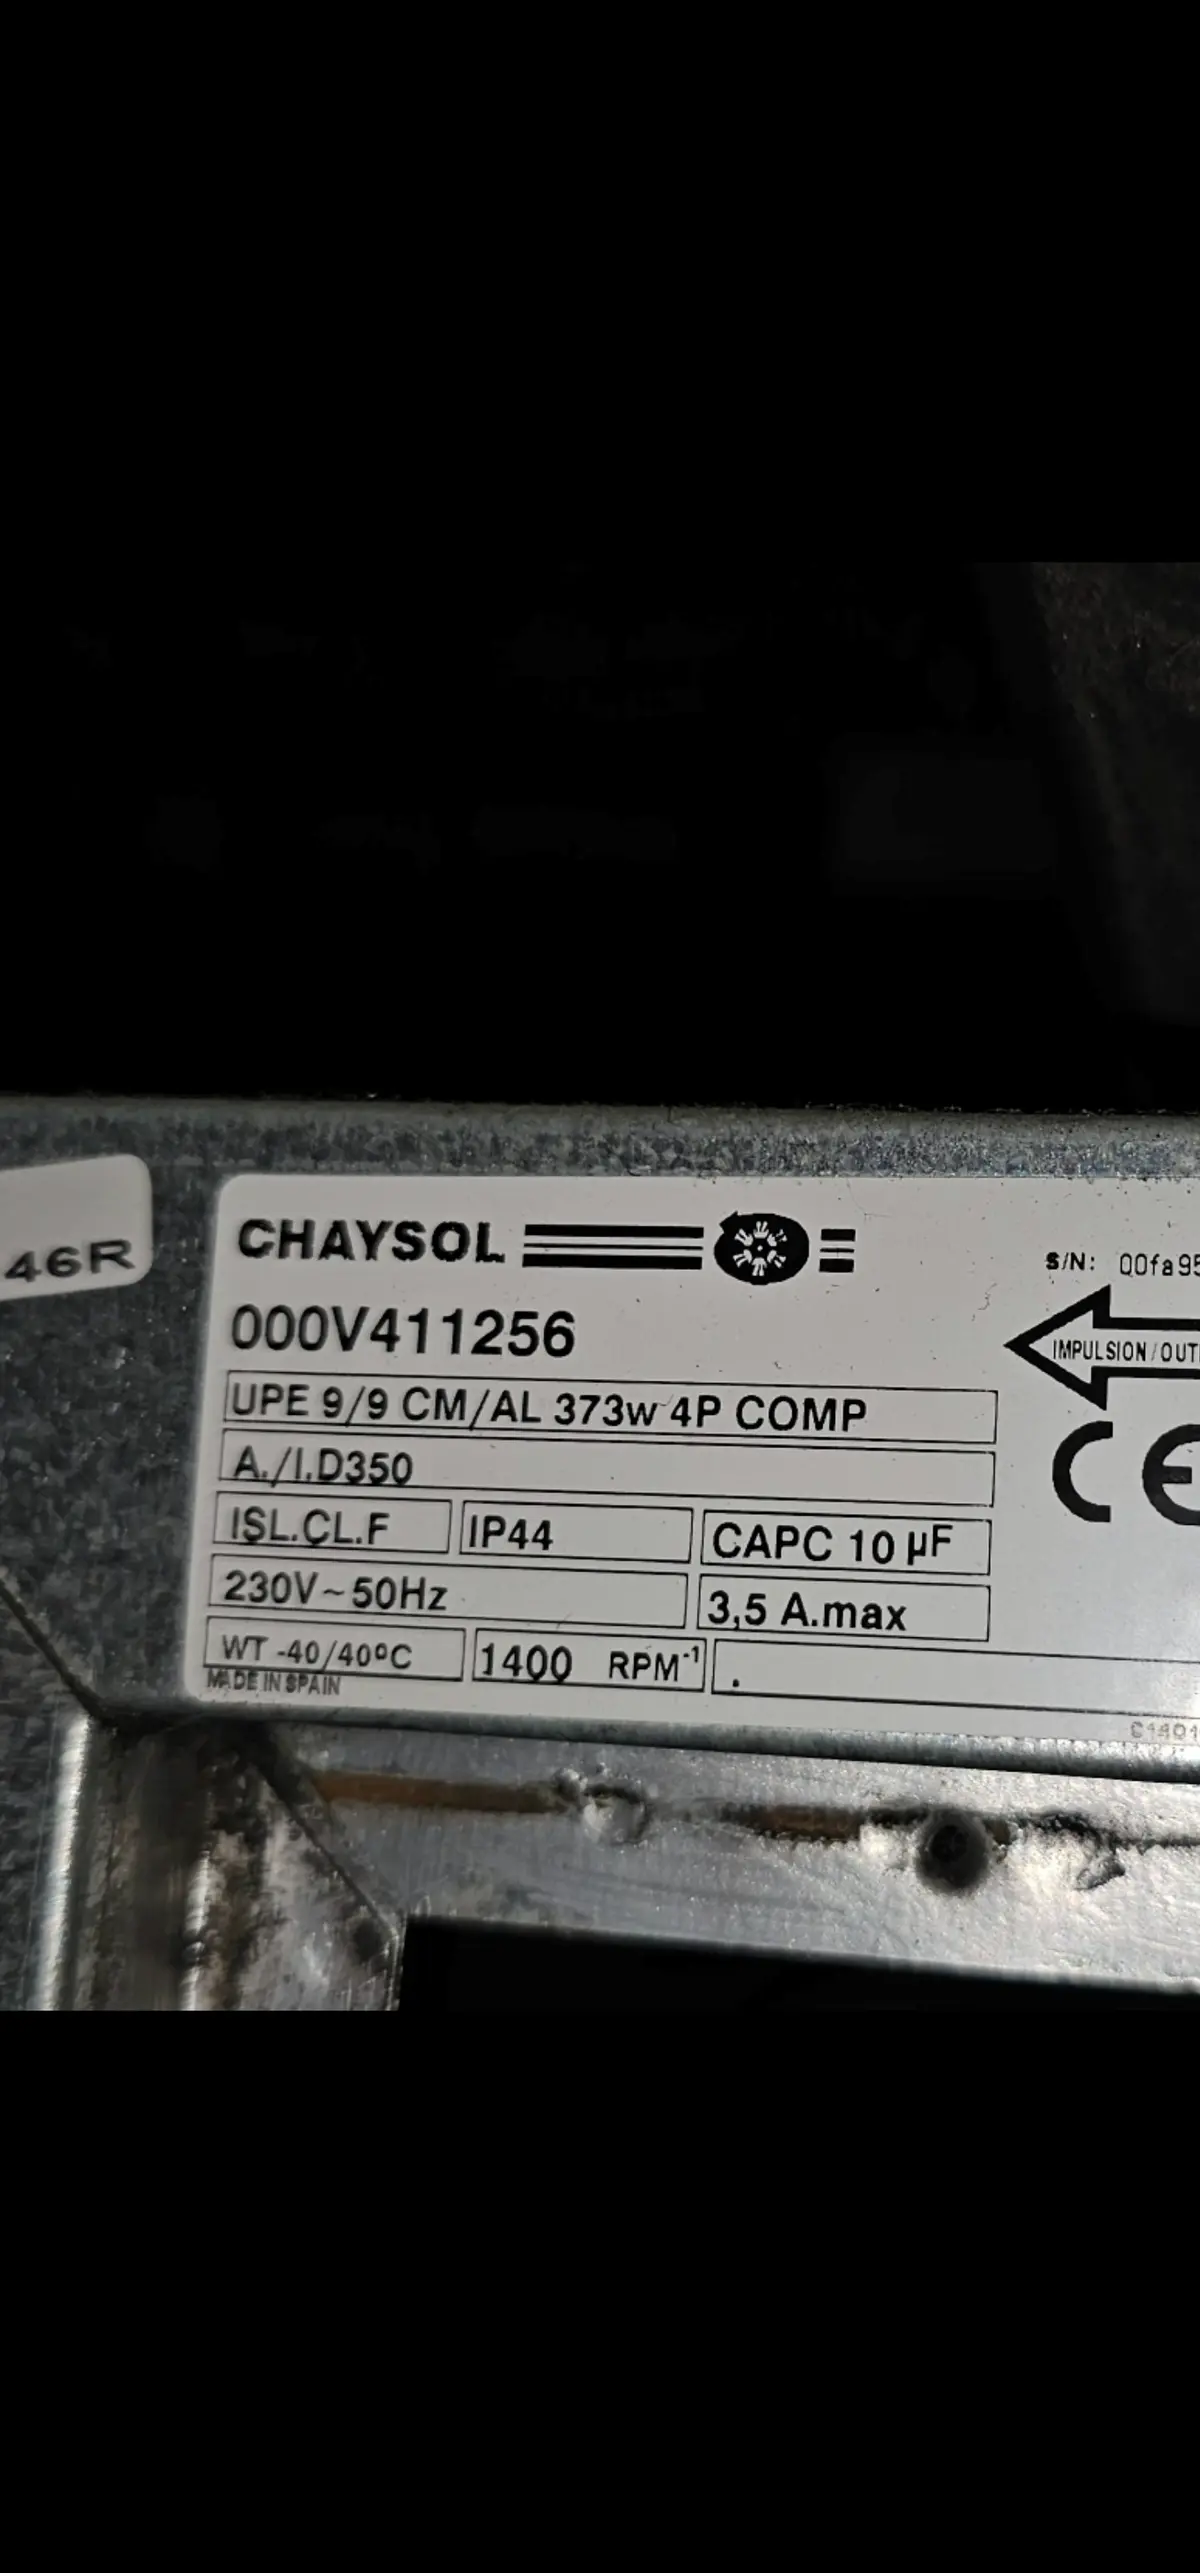 46R
CHAYSOL
S/N: 00fa95
000V411256
IMPULSION/OUT
UPE 9/9 CM/AL 373w 4P COMP
CE
A./I.D350
ISL.CL.F IP44 CAPC 10 µF
230V~50Hz 3,5 A.max
WT -40/40ºC 1400 RPM⁻¹ .
MADE IN SPAIN